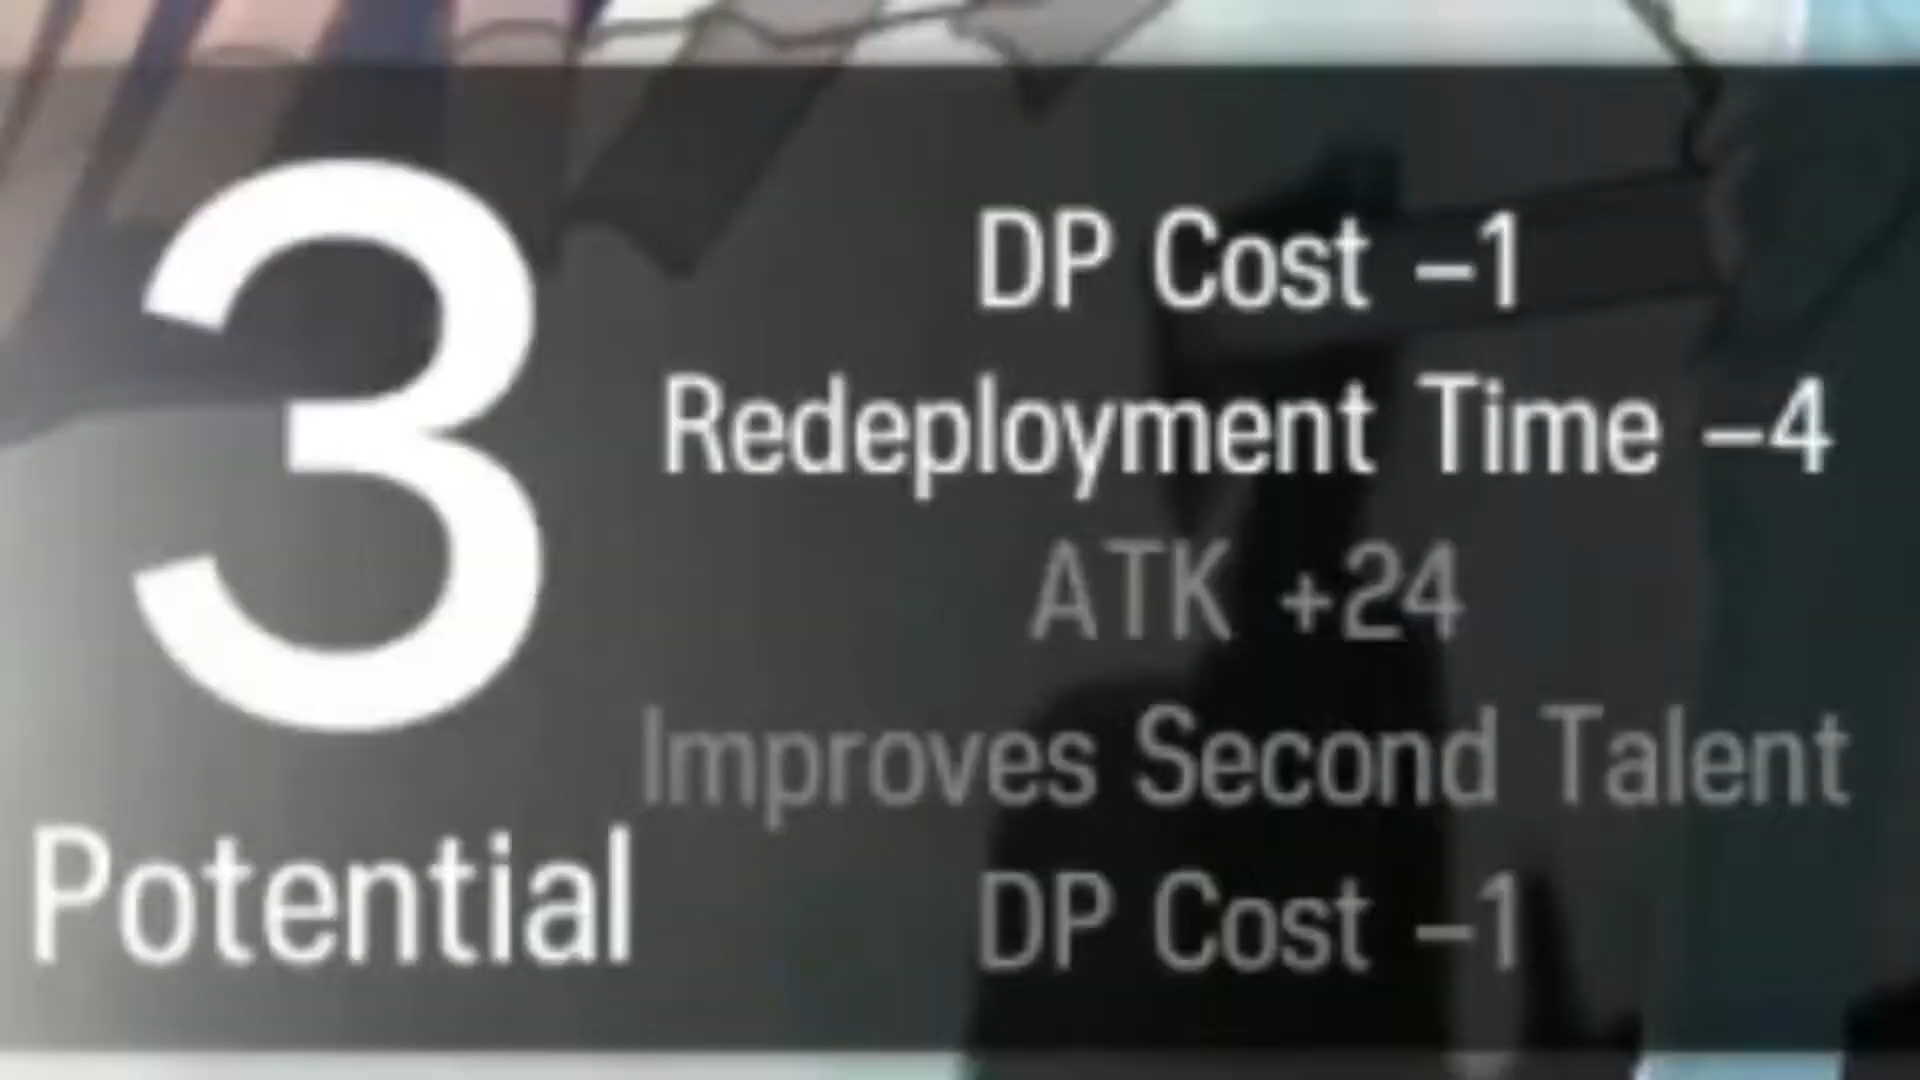 3
Potential
DP Cost -1
Redeployment Time -4
ATK +24
Improves Second Talent
DP Cost -1